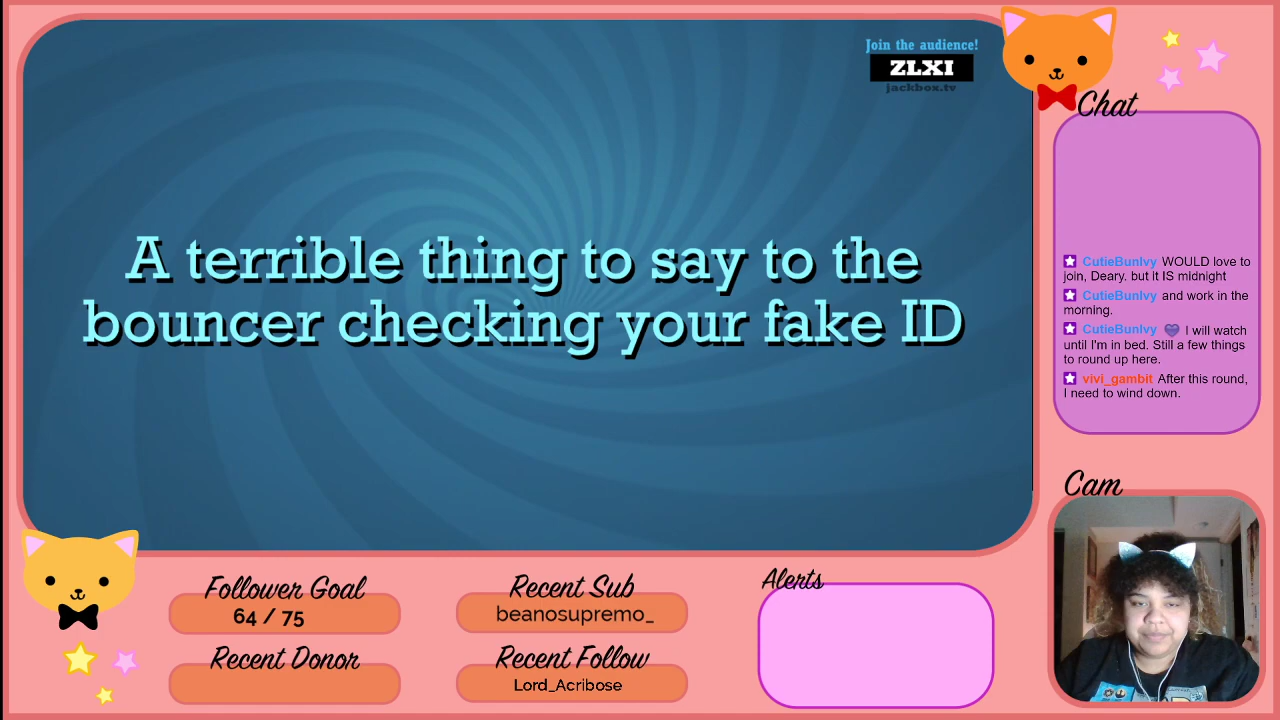 Join the audience!
ZLXI
jackbox.tv
A terrible thing to say to the
bouncer checking your fake ID
Chat
CutieBunIvy WOULD love to
join, Deary. but it IS midnight
CutieBunIvy and work in the
morning.
CutieBunIvy I will watch
until I'm in bed. Still a few things
to round up here.
vivi_gambit After this round,
I need to wind down.
Cam
Follower Goal
64 / 75
Recent Sub
beanosupremo_
Alerts
Recent Donor
Recent Follow
Lord_Acribose